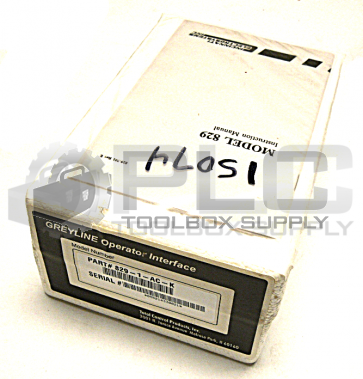 MODEL 829
Instruction Manual
15074
PLC
TOOLBOX SUPPLY
GREYLINE Operator Interface
Model Number
PART# 829-1-AC-K
SERIAL #
Total Control Products, Inc.